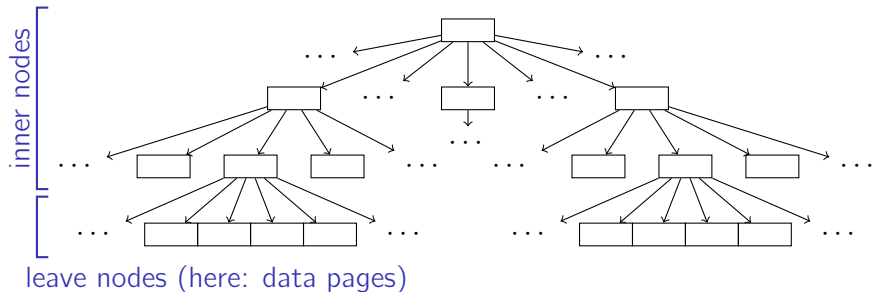 inner nodes
... ...
... ...
...
... ... ... ...
... ... ... ...
leave nodes (here: data pages)